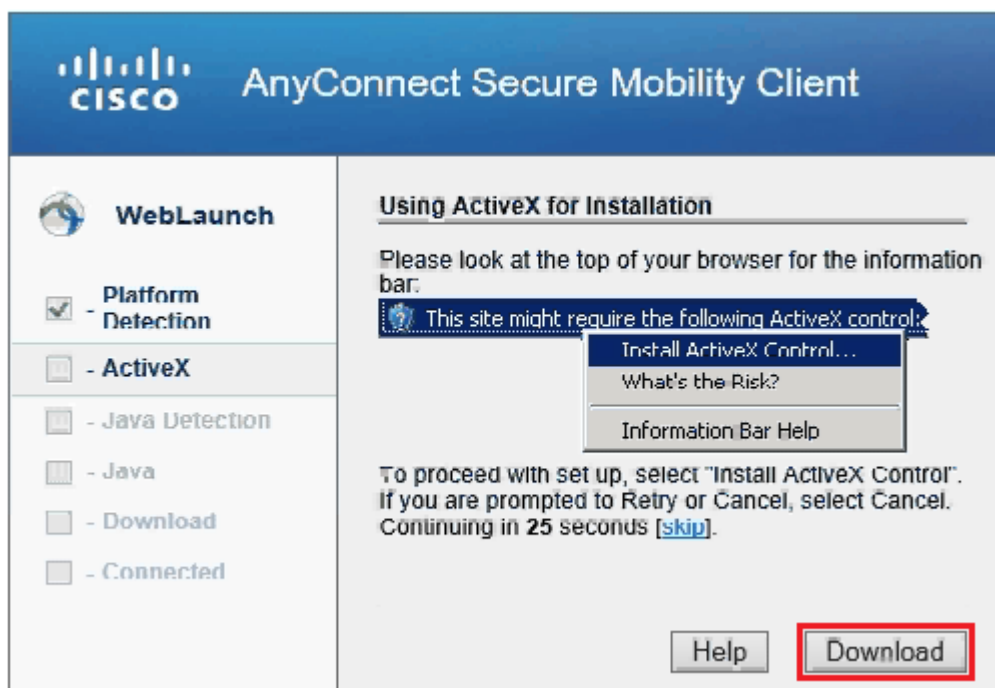 CISCO AnyConnect Secure Mobility Client
WebLaunch
- Platform
Detection
- ActiveX
- Java Detection
- Java
- Download
- Connected
Using ActiveX for Installation
Please look at the top of your browser for the information
bar:
This site might require the following ActiveX control:
Install ActiveX Control...
What's the Risk?
Information Bar Help
To proceed with set up, select "Install ActiveX Control".
If you are prompted to Retry or Cancel, select Cancel.
Continuing in 25 seconds [skip].
Help
Download